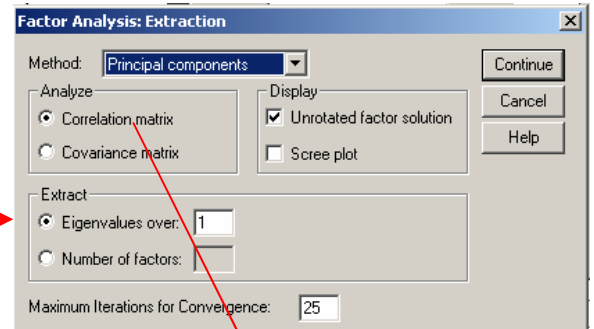 Factor Analysis: Extraction
Method: Principal components
Continue
Analyze
Display
Cancel
Correlation matrix
Unrotated factor solution
Help
Covariance matrix
Scree plot
Extract
Eigenvalues over: 1
Number of factors:
Maximum Iterations for Convergence: 25